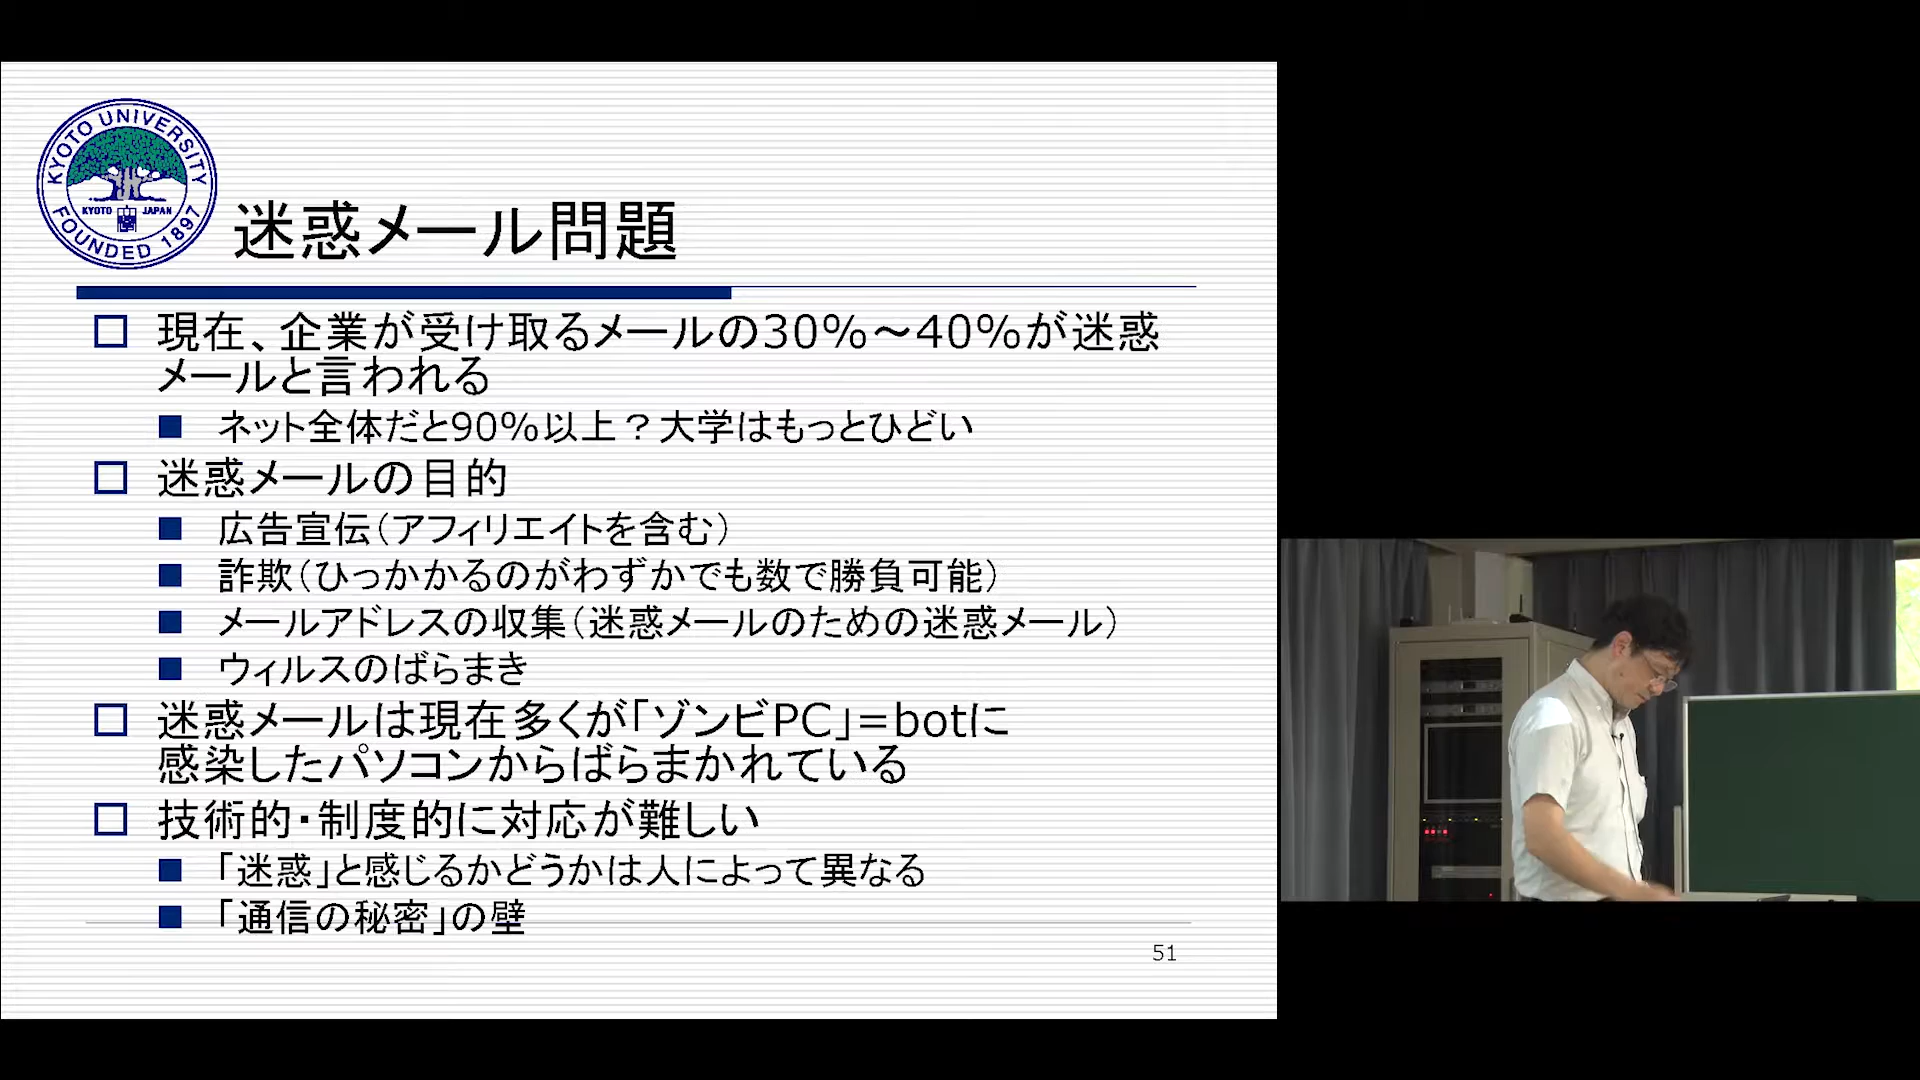 KYOTO UNIVERSITY
KYOTO JAPAN
FOUNDED 1897
迷惑メール問題
現在、企業が受け取るメールの30%～40%が迷惑
メールと言われる
ネット全体だと90%以上？大学はもっとひどい
迷惑メールの目的
広告宣伝（アフィリエイトを含む）
詐欺（ひっかかるのがわずかでも数で勝負可能）
メールアドレスの収集（迷惑メールのための迷惑メール）
ウィルスのばらまき
迷惑メールは現在多くが「ゾンビPC」=botに
感染したパソコンからばらまかれている
技術的・制度的に対応が難しい
「迷惑」と感じるかどうかは人によって異なる
「通信の秘密」の壁
51